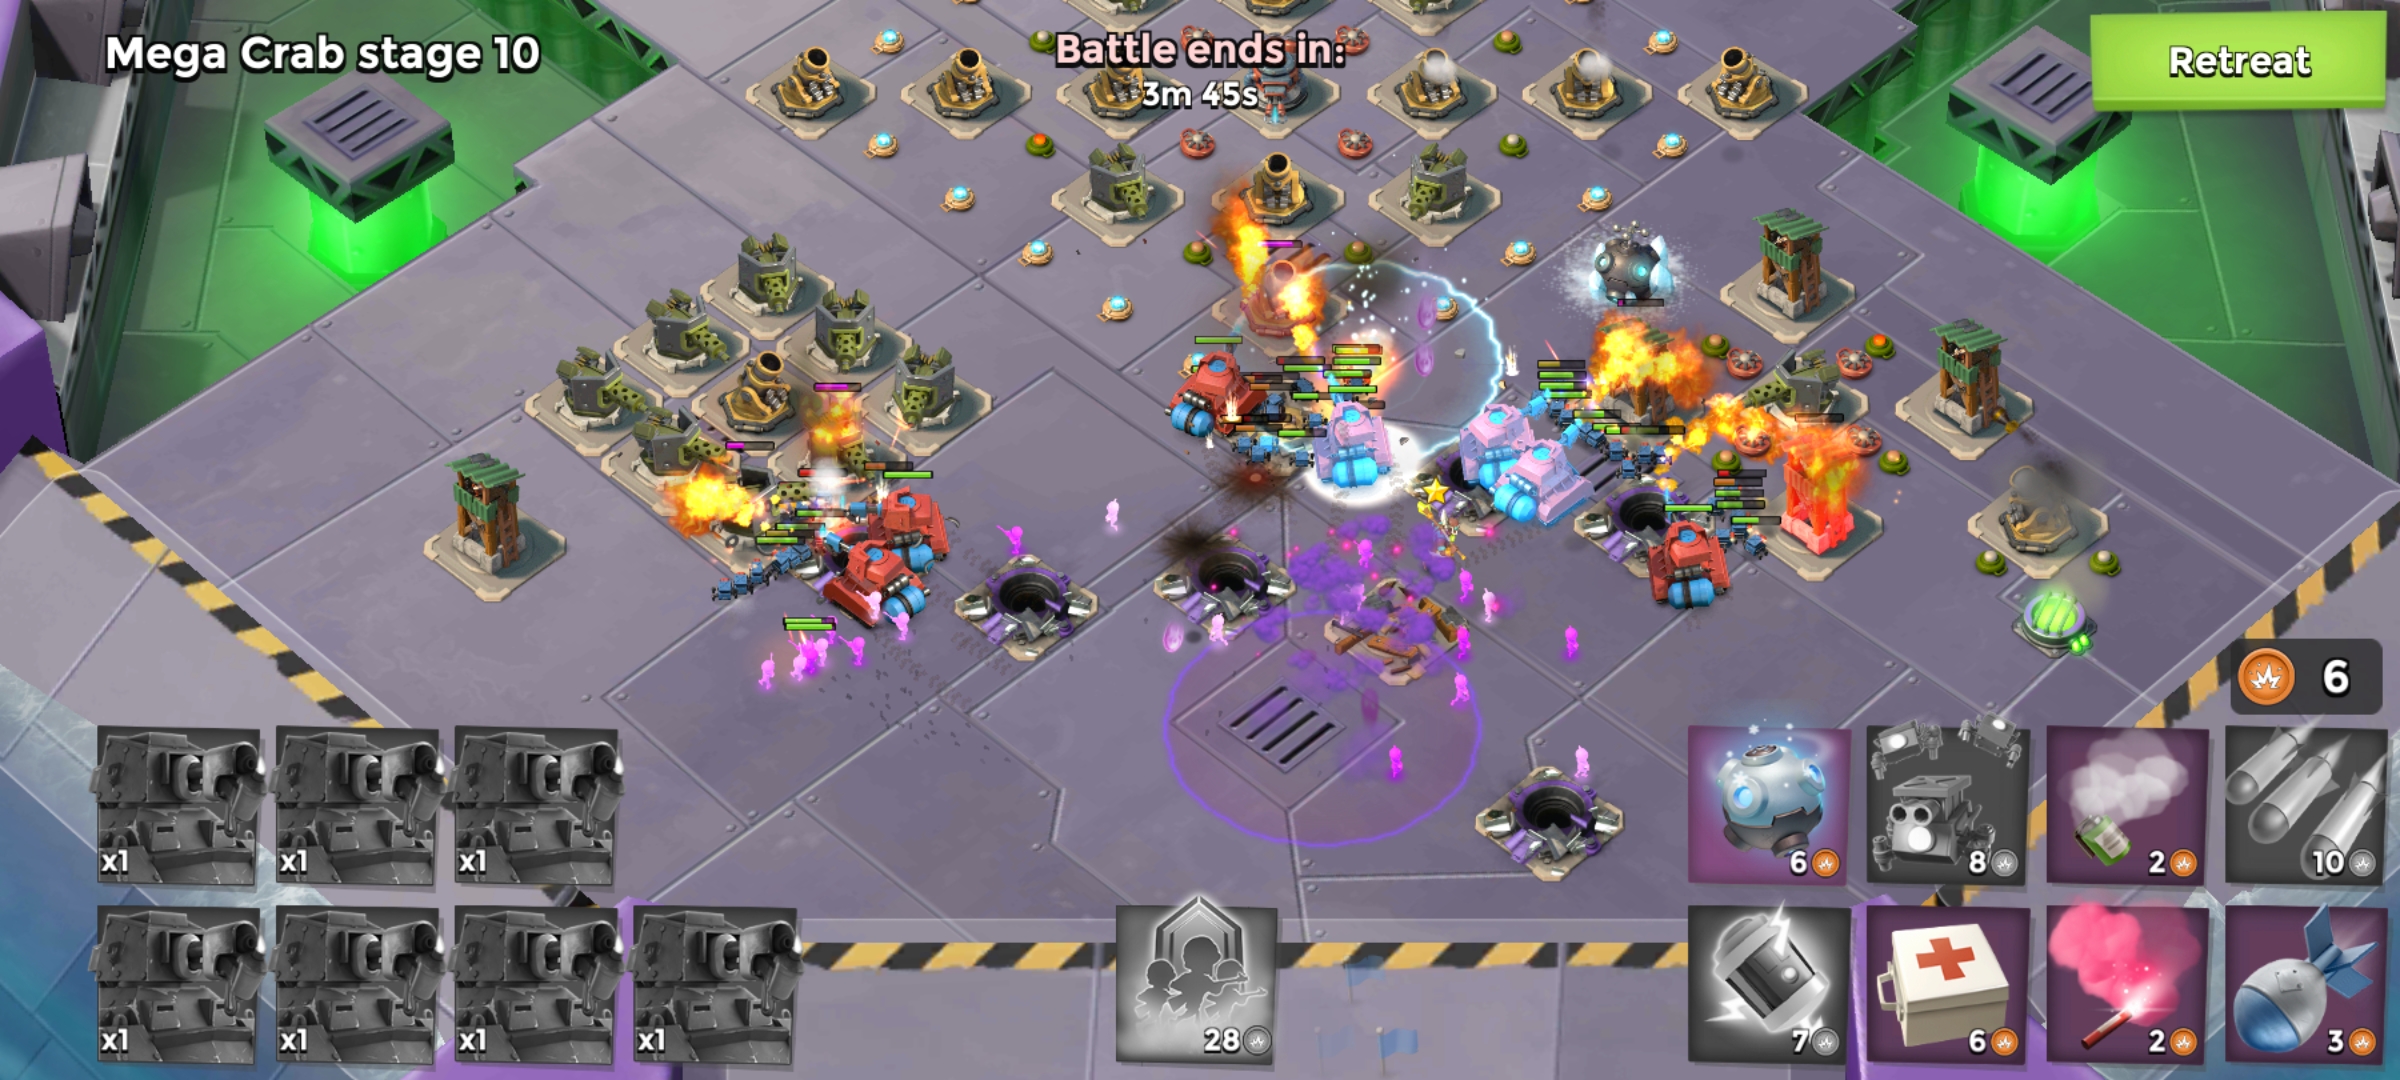 Mega Crab stage 10
Battle ends in:
3m 45s
Retreat
6
x1 x1 x1
6 8 2 10
x1 x1 x1 x1
28
7 6 2 3